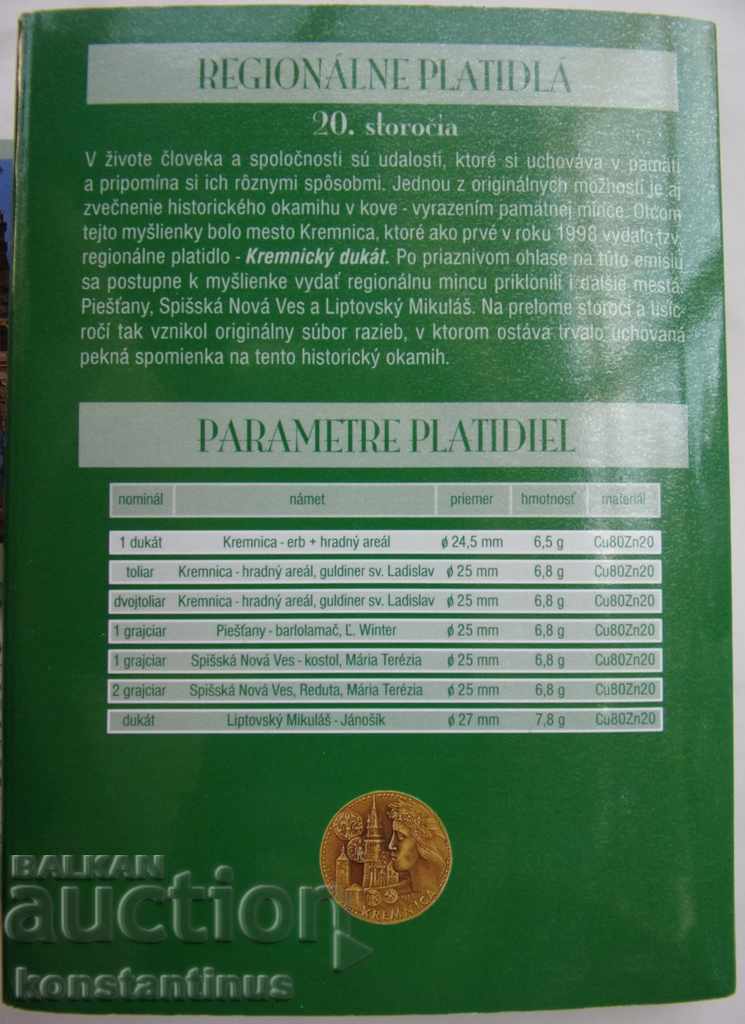 REGIONÁLNE PLATIDLÁ
20. storočia
V živote človeka a spoločnosti sú udalosti, ktoré si uchováva v pamäti
a pripomína si ich rôznymi spôsobmi. Jednou z originálnych možností je aj
zvečnenie historického okamihu v kove - vyrazením pamätnej mince. Otcom
tejto myšlienky bolo mesto Kremnica, ktoré ako prvé v roku 1998 vydalo tzv.
regionálne platidlo - Kremnický dukát. Po priaznivom ohlase na túto emisiu
sa postupne k myšlienke vydať regionálnu mincu priklonili i ďalšie mestá:
Piešťany, Spišská Nová Ves a Liptovský Mikuláš. Na prelome storočí a tisíc-
ročí tak vznikol originálny súbor razieb, v ktorom ostáva trvalo uchovaná
pekná spomienka na tento historický okamih.
PARAMETRE PLATIDIEL
nominál námet priemer hmotnosť materiál
1 dukát Kremnica - erb + hradný areál ø 24,5 mm 6,5 g Cu80Zn20
toliar Kremnica - hradný areál, guldiner sv. Ladislav ø 25 mm 6,8 g Cu80Zn20
dvojtoliar Kremnica - hradný areál, guldiner sv. Ladislav ø 25 mm 6,8 g Cu80Zn20
1 grajciar Piešťany - barlolamač, Ľ. Winter ø 25 mm 6,8 g Cu80Zn20
1 grajciar Spišská Nová Ves - kostol, Mária Terézia ø 25 mm 6,8 g Cu80Zn20
2 grajciar Spišská Nová Ves, Reduta, Mária Terézia ø 25 mm 6,8 g Cu80Zn20
dukát Liptovský Mikuláš - Jánošík ø 27 mm 7,8 g Cu80Zn20
KREMNICA
BALKAN
auction
konstantinus